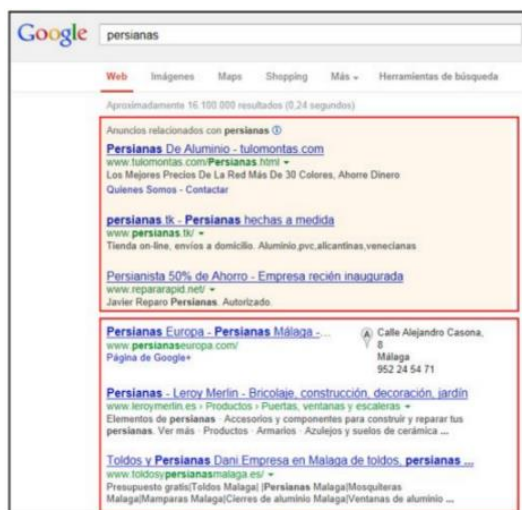 Google persianas
Web Imágenes Maps Shopping Más Herramientas de búsqueda
Aproximadamente 16.100.000 resultados (0,24 segundos)
Anuncios relacionados con persianas
Persianas De Aluminio - tulomontas.com
www.tulomontas.com/Persianas.html
Los Mejores Precios De La Red Más De 30 Colores, Ahorre Dinero
Quienes Somos - Contactar
persianas.tk - Persianas hechas a medida
www.persianas.tk/
Tienda on-line, envíos a domicilio. Aluminio,pvc,alicantinas,venecianas
Persianista 50% de Ahorro - Empresa recién inaugurada
www.repararapid.net/
Javier Reparo Persianas. Autorizado.
Persianas Europa - Persianas Málaga -...
www.persianaseuropa.com/
Página de Google+
A Calle Alejandro Casona,
8
Málaga
952 24 54 71
Persianas - Leroy Merlin - Bricolaje, construcción, decoración, jardín
www.leroymerlin.es › Productos › Puertas, ventanas y escaleras
Elementos de persianas · Accesorios y componentes para construir y reparar tus
persianas. Ver más · Productos · Armarios · Azulejos y suelos de cerámica ...
Toldos y Persianas Dani Empresa en Malaga de toldos, persianas ...
www.toldosypersianasmalaga.es/
Presupuesto gratis|Toldos Malaga| |Persianas Malaga|Mosquiteras
Malaga|Mamparas Malaga|Cierres de aluminio Malaga|Ventanas de aluminio ...